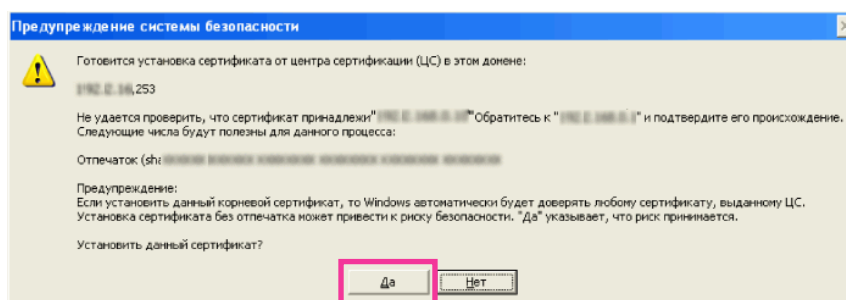 Предупреждение системы безопасности
Готовится установка сертификата от центра сертификации (ЦС) в этом домене:
,253
Не удается проверить, что сертификат принадлежи" "Обратитесь к " " и подтвердите его происхождение.
Следующие числа будут полезны для данного процесса:
Отпечаток (sha
Предупреждение:
Если установить данный корневой сертификат, то Windows автоматически будет доверять любому сертификату, выданному ЦС.
Установка сертификата без отпечатка может привести к риску безопасности. "Да" указывает, что риск принимается.
Установить данный сертификат?
Да Нет